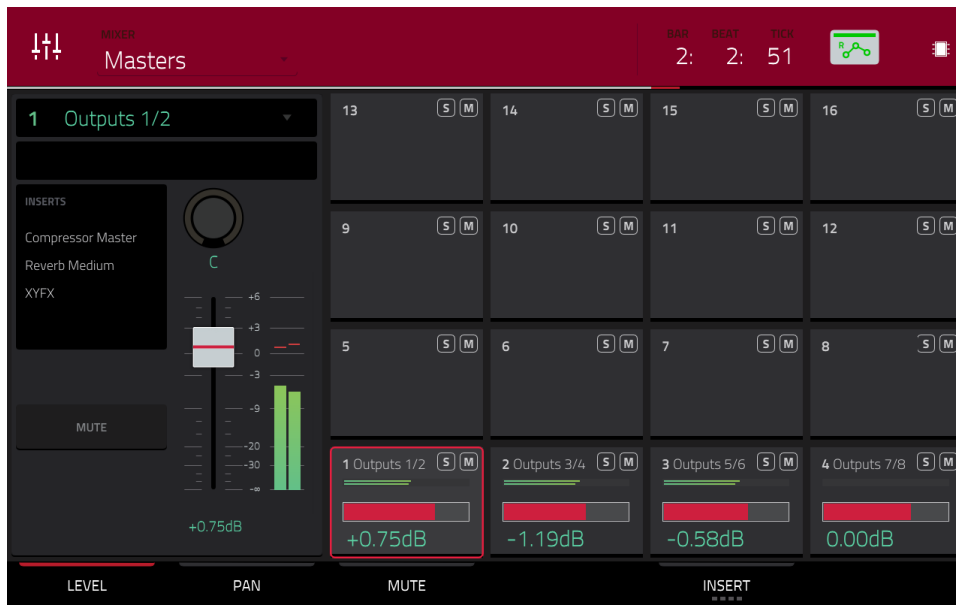 MIXER
Masters
BAR BEAT TICK
2: 2: 51
R
1 Outputs 1/2
INSERTS
Compressor Master
Reverb Medium
XYFX
C
+6
+3
0
-3
-9
-20
-30
-∞
MUTE
+0.75dB
13 S M
14 S M
15 S M
16 S M
9 S M
10 S M
11 S M
12 S M
5 S M
6 S M
7 S M
8 S M
1 Outputs 1/2 S M
+0.75dB
2 Outputs 3/4 S M
-1.19dB
3 Outputs 5/6 S M
-0.58dB
4 Outputs 7/8 S M
0.00dB
LEVEL PAN MUTE INSERT